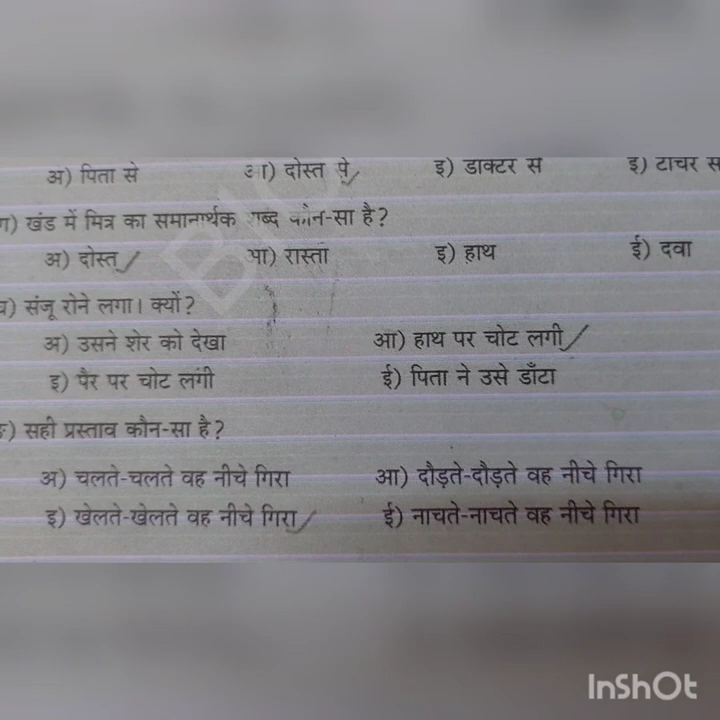 अ) पिता से आ) दोस्त से इ) डाक्टर से इ) टाचर स
ग) खंड में मित्र का समानार्थक शब्द कौन-सा है?
अ) दोस्त आ) रास्ता इ) हाथ ई) दवा
संजू रोने लगा। क्यों?
अ) उसने शेर को देखा आ) हाथ पर चोट लगी
इ) पैर पर चोट लगी ई) पिता ने उसे डाँटा
सही प्रस्ताव कौन-सा है?
अ) चलते-चलते वह नीचे गिरा आ) दौड़ते-दौड़ते वह नीचे गिरा
इ) खेलते-खेलते वह नीचे गिरा ई) नाचते-नाचते वह नीचे गिरा
InShOt